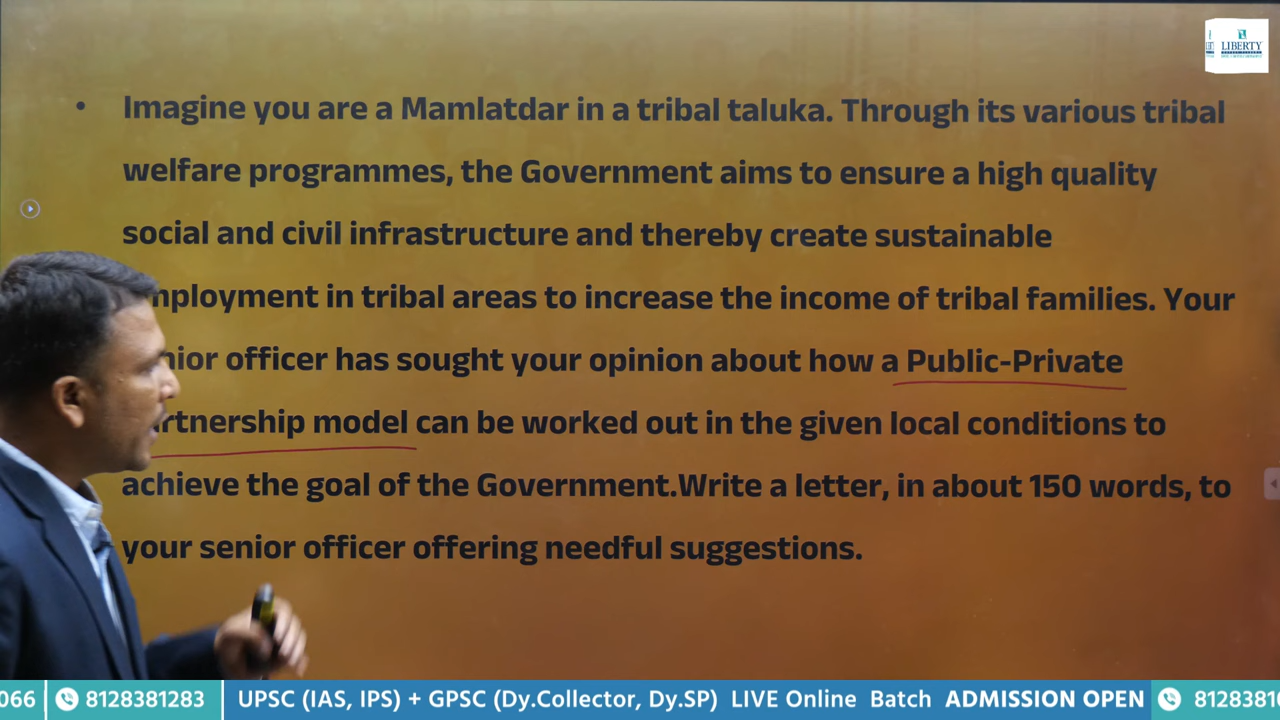 LIBERTY
• Imagine you are a Mamlatdar in a tribal taluka. Through its various tribal
welfare programmes, the Government aims to ensure a high quality
social and civil infrastructure and thereby create sustainable
mployment in tribal areas to increase the income of tribal families. Your
nior officer has sought your opinion about how a Public-Private
rtnership model can be worked out in the given local conditions to
achieve the goal of the Government.Write a letter, in about 150 words, to
your senior officer offering needful suggestions.
066 8128381283 UPSC (IAS, IPS) + GPSC (Dy.Collector, Dy.SP) LIVE Online Batch ADMISSION OPEN 8128381